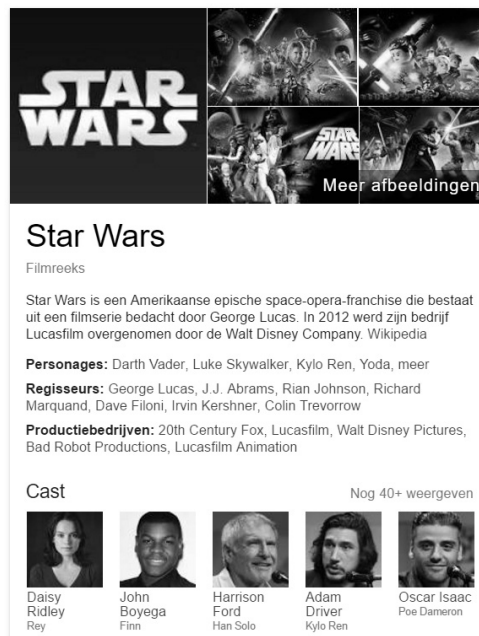 STAR
WARS
STAR
WARS
Meer afbeeldingen
Star Wars
Filmreeks
Star Wars is een Amerikaanse epische space-opera-franchise die bestaat
uit een filmserie bedacht door George Lucas. In 2012 werd zijn bedrijf
Lucasfilm overgenomen door de Walt Disney Company. Wikipedia
Personages: Darth Vader, Luke Skywalker, Kylo Ren, Yoda, meer
Regisseurs: George Lucas, J.J. Abrams, Rian Johnson, Richard
Marquand, Dave Filoni, Irvin Kershner, Colin Trevorrow
Productiebedrijven: 20th Century Fox, Lucasfilm, Walt Disney Pictures,
Bad Robot Productions, Lucasfilm Animation
Cast Nog 40+ weergeven
Daisy John Harrison Adam Oscar Isaac
Ridley Boyega Ford Driver Poe Dameron
Rey Finn Han Solo Kylo Ren